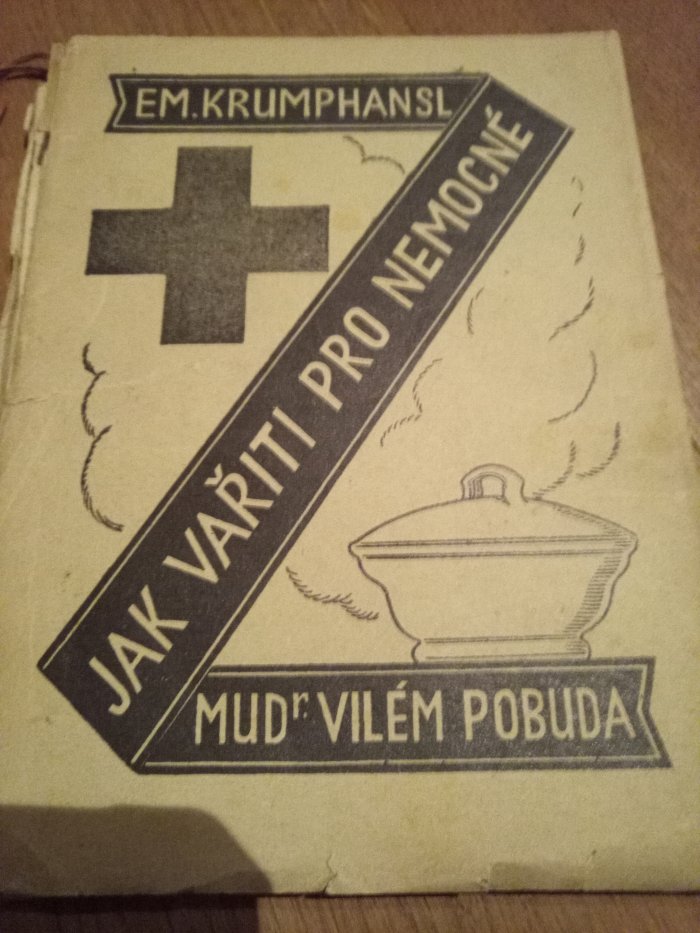 EM. KRUMPHANSL
JAK VAŘITI PRO NEMOCNÉ
MUDr. VILÉM POBUDA